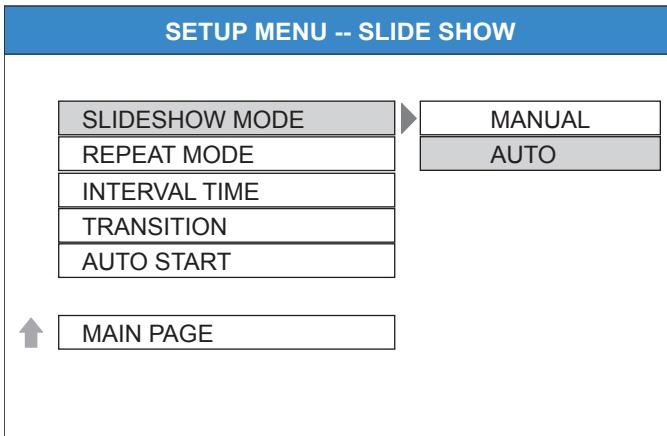 SETUP MENU -- SLIDE SHOW
SLIDESHOW MODE
MANUAL
REPEAT MODE
AUTO
INTERVAL TIME
TRANSITION
AUTO START
MAIN PAGE